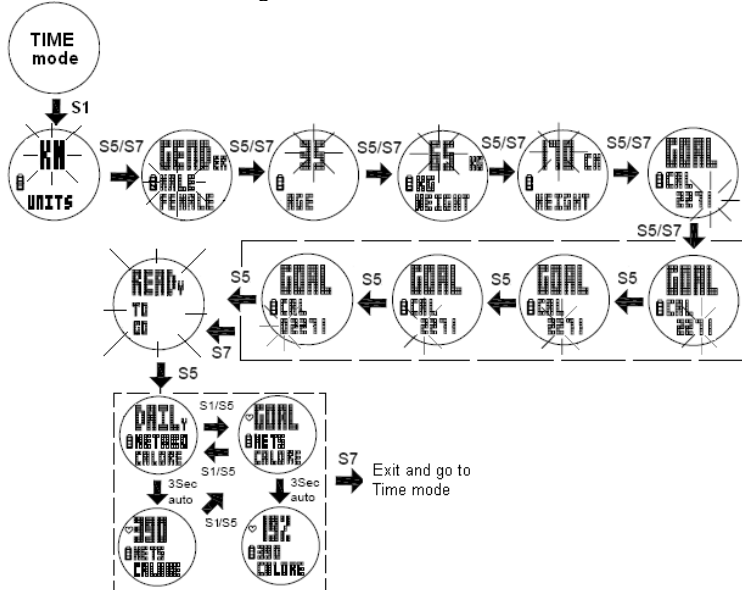 TIME
mode
S1
KM
UNITS
S5/S7
GENDER
MALE
FEMALE
S5/S7
35
AGE
S5/S7
65 KG
KG
WEIGHT
S5/S7
170 CM
HEIGHT
S5/S7
GOAL
CAL
2271
S5/S7
GOAL
CAL
2271
S5
GOAL
CAL
2271
S5
GOAL
CAL
2271
S5
GOAL
CAL
02271
S5
S7
READY
TO
GO
S5
DAILY
METABO
CALORE
S1/S5
S1/S5
GOAL
METS
CALORE
3Sec
auto
S1/S5
3Sec
auto
390
METS
CALORE
19%
390
CALORE
S7
Exit and go to
Time mode